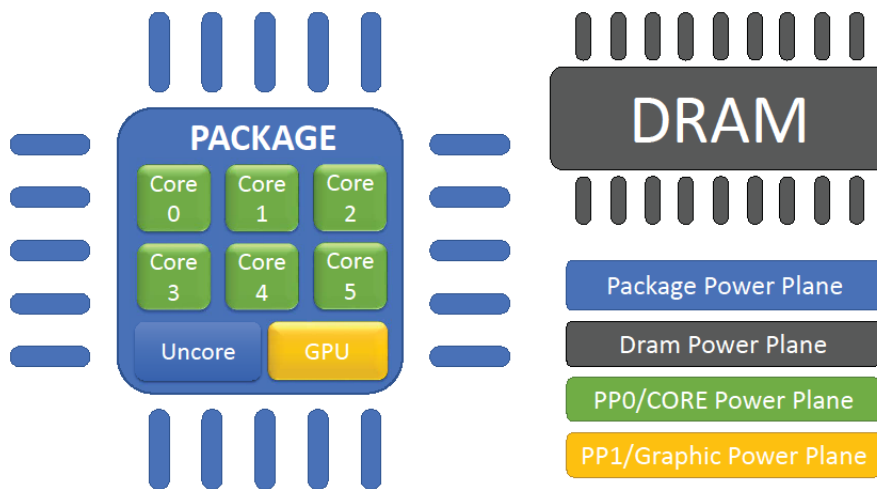 PACKAGE
Core
0
Core
1
Core
2
Core
3
Core
4
Core
5
Uncore
GPU
DRAM
Package Power Plane
Dram Power Plane
PP0/CORE Power Plane
PP1/Graphic Power Plane